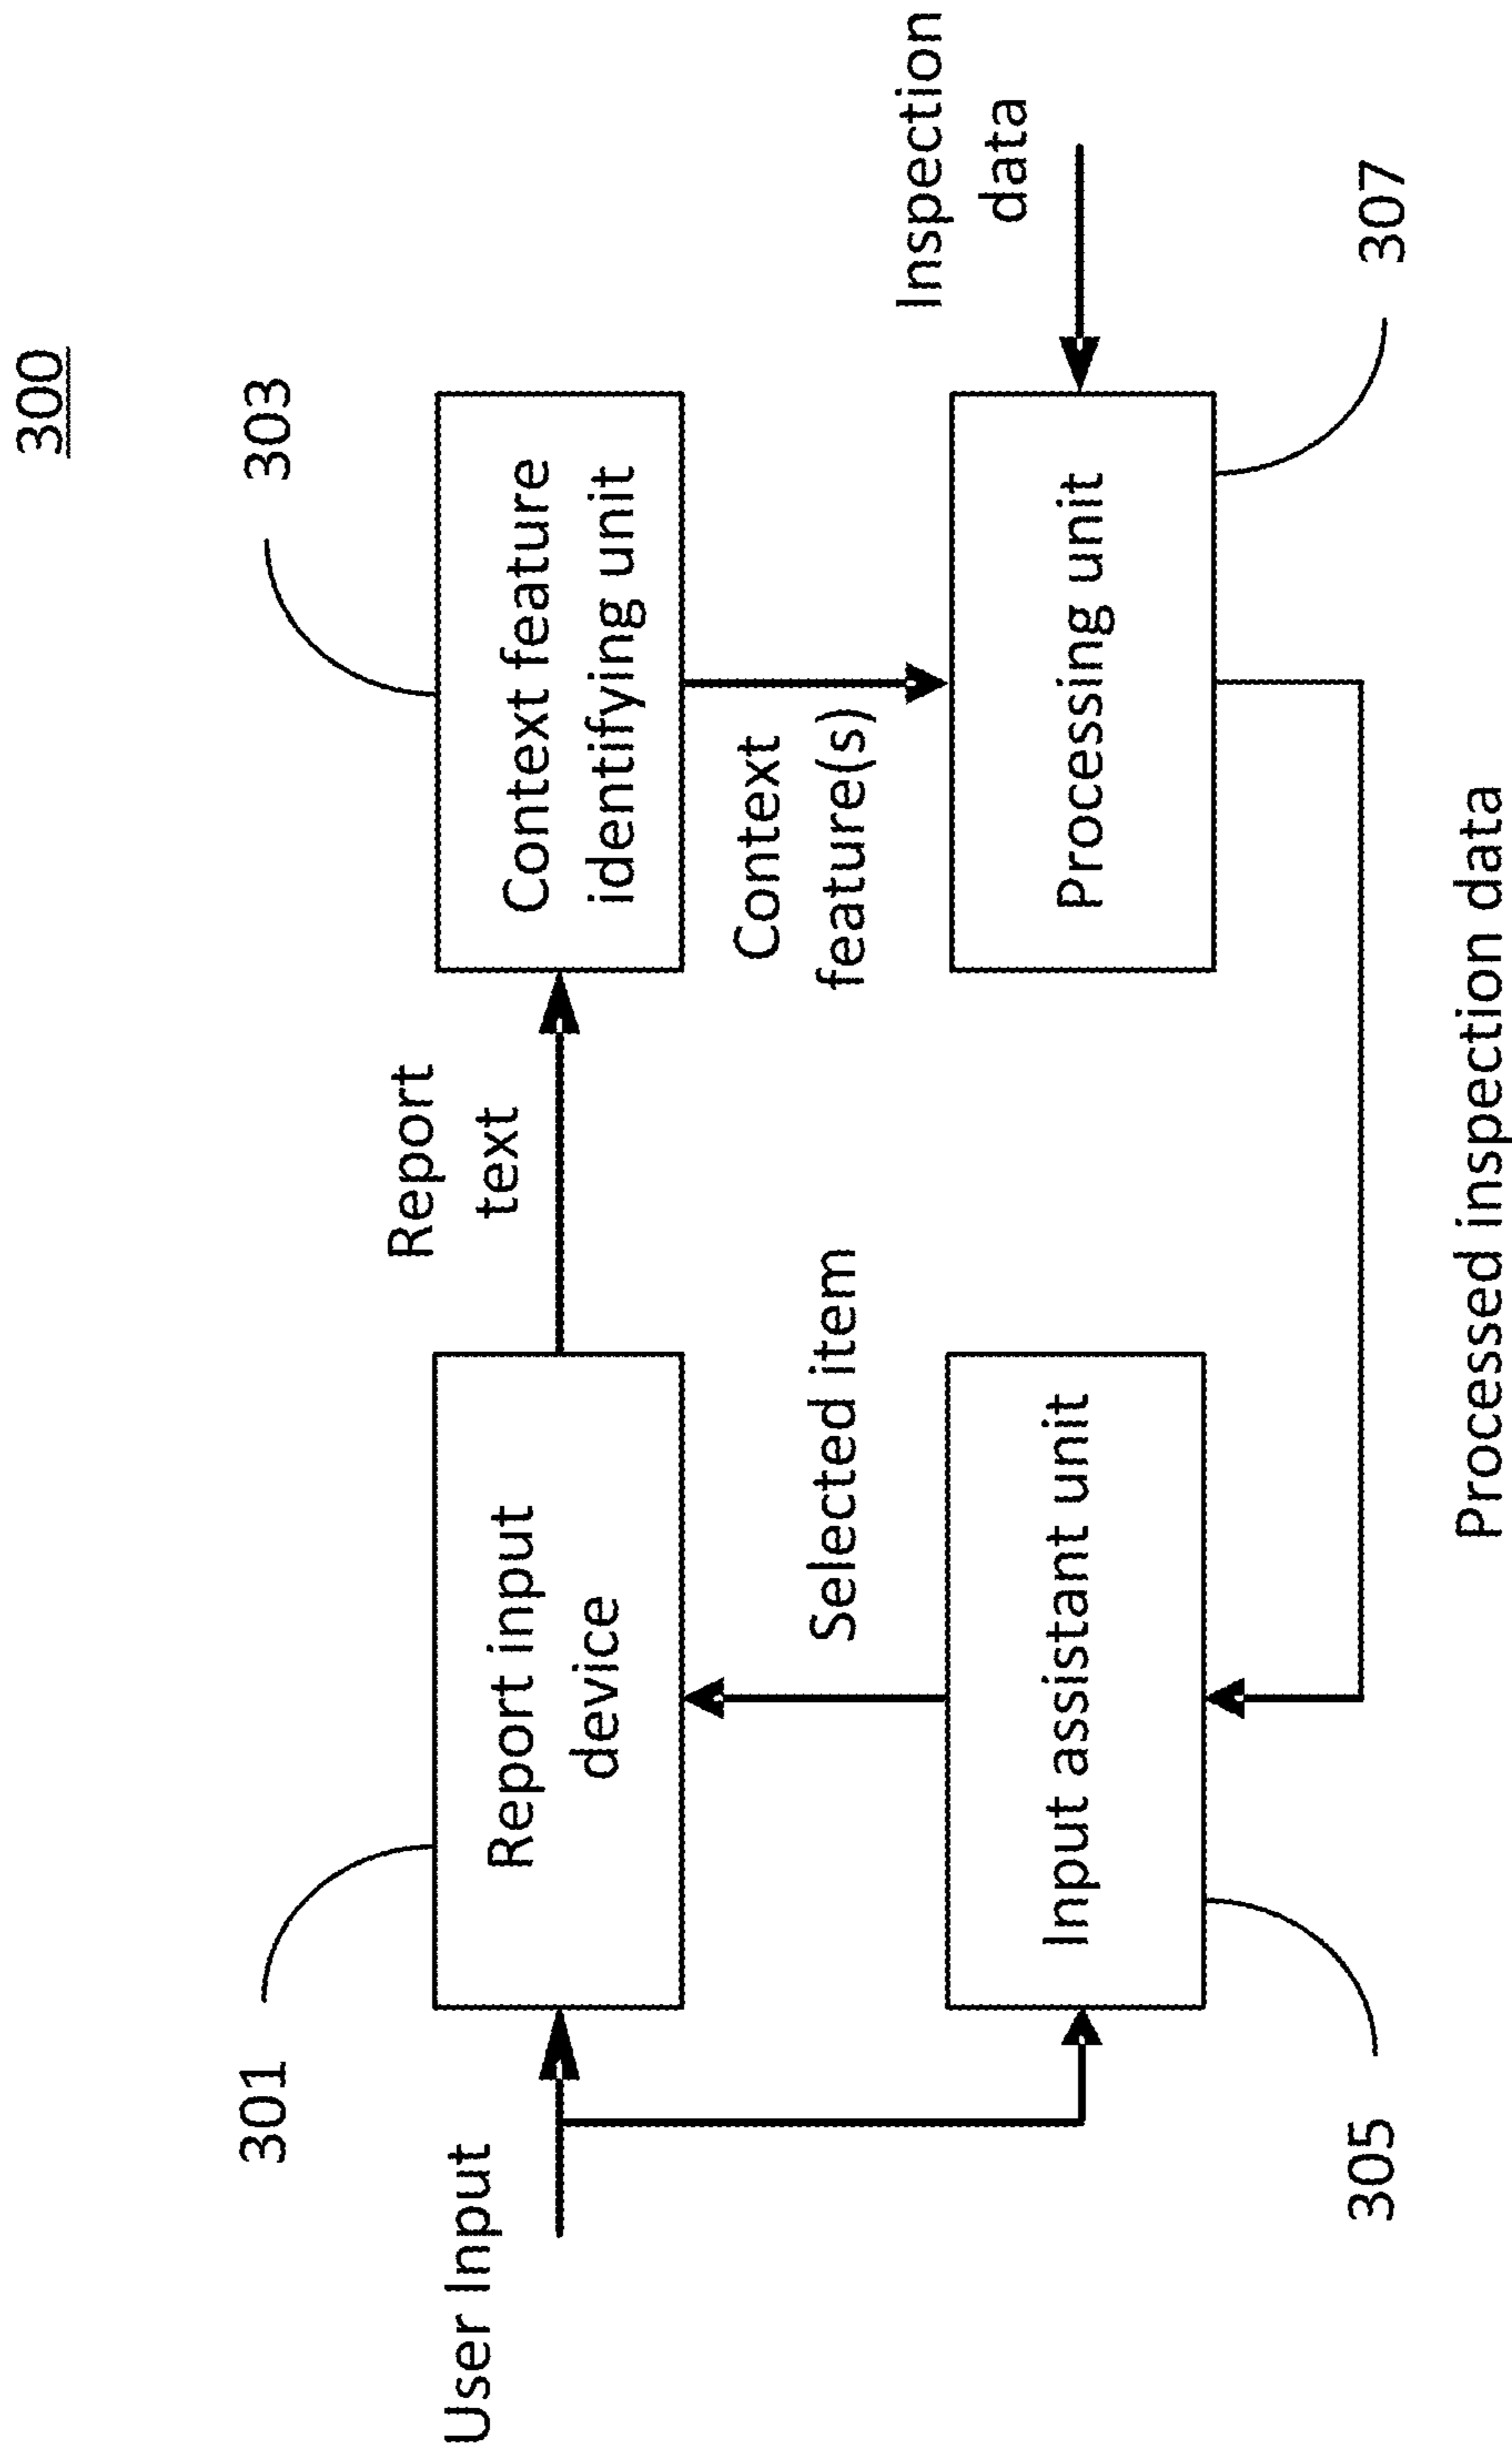 300
301
303
User Input
Report input
device
Report
text
Context feature
identifying unit
Selected item
Context
feature(s)
Inspection
data
Input assistant unit
Processing unit
305
307
Processed inspection data